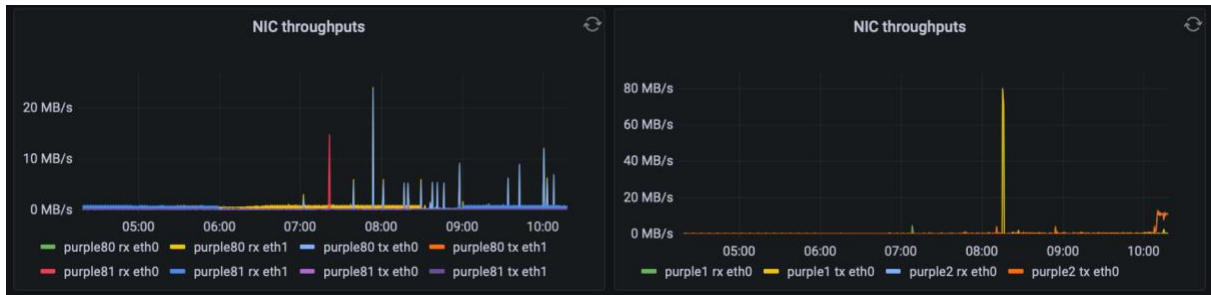 NIC throughputs
20 MB/s
10 MB/s
0 MB/s
05:00 06:00 07:00 08:00 09:00 10:00
purple80 rx eth0 purple80 rx eth1 purple80 tx eth0 purple80 tx eth1
purple81 rx eth0 purple81 rx eth1 purple81 tx eth0 purple81 tx eth1
NIC throughputs
80 MB/s
60 MB/s
40 MB/s
20 MB/s
0 MB/s
05:00 06:00 07:00 08:00 09:00 10:00
purple1 rx eth0 purple1 tx eth0 purple2 rx eth0 purple2 tx eth0